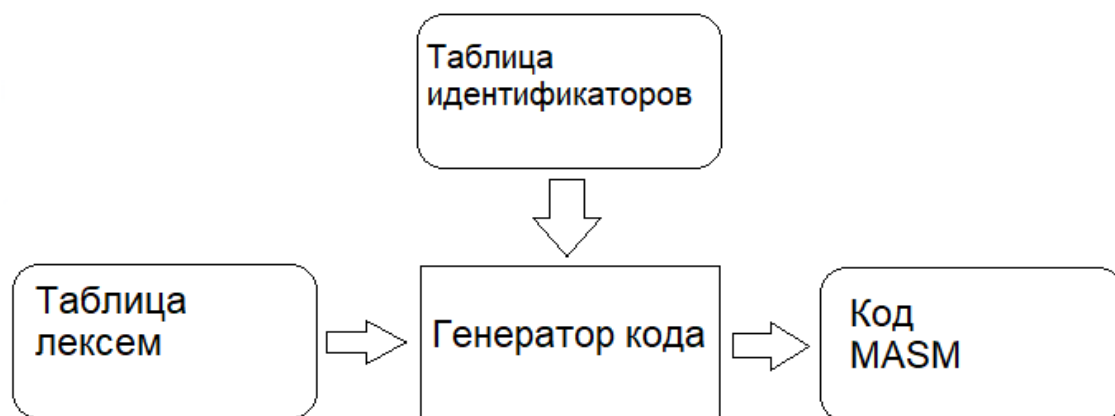 Таблица
идентификаторов
Таблица
лексем
Генератор кода
Код
MASM